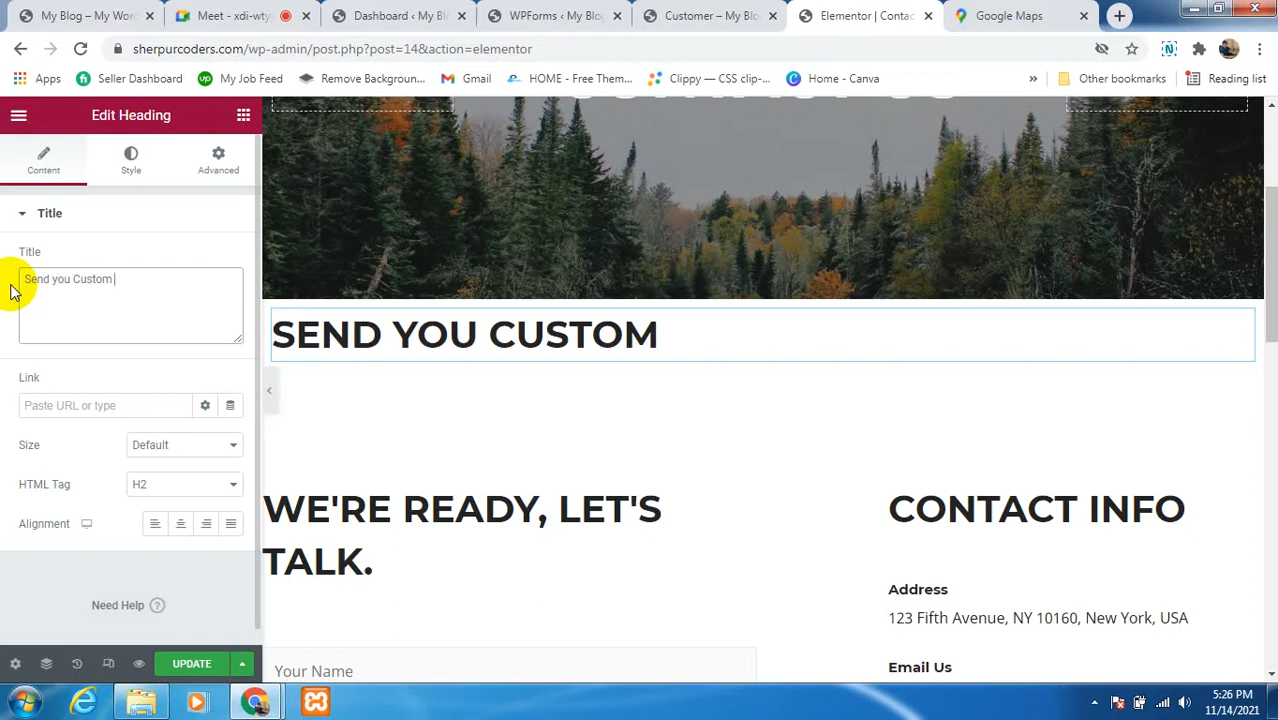 My Blog – My W
Meet - xdi-wty
Dashboard ‹ My Bl
WPForms ‹ My Blog
Customer – My Blo
Elementor | Contac
Google Maps
sherpurcoders.com/wp-admin/post.php?post=14&action=elementor
Apps
Seller Dashboard
My Job Feed
Remove Backgroun...
Gmail
HOME - Free Them...
Clippy — CSS clip-...
Home - Canva
»
Other bookmarks
Reading list
Edit Heading
Content
Style
Advanced
Title
Title
Send you Custom
Link
Paste URL or type
Size
Default
HTML Tag
H2
Alignment
Need Help ?
UPDATE
SEND YOU CUSTOM
WE'RE READY, LET'S
TALK.
Your Name
CONTACT INFO
Address
123 Fifth Avenue, NY 10160, New York, USA
Email Us
5:26 PM
11/14/2021